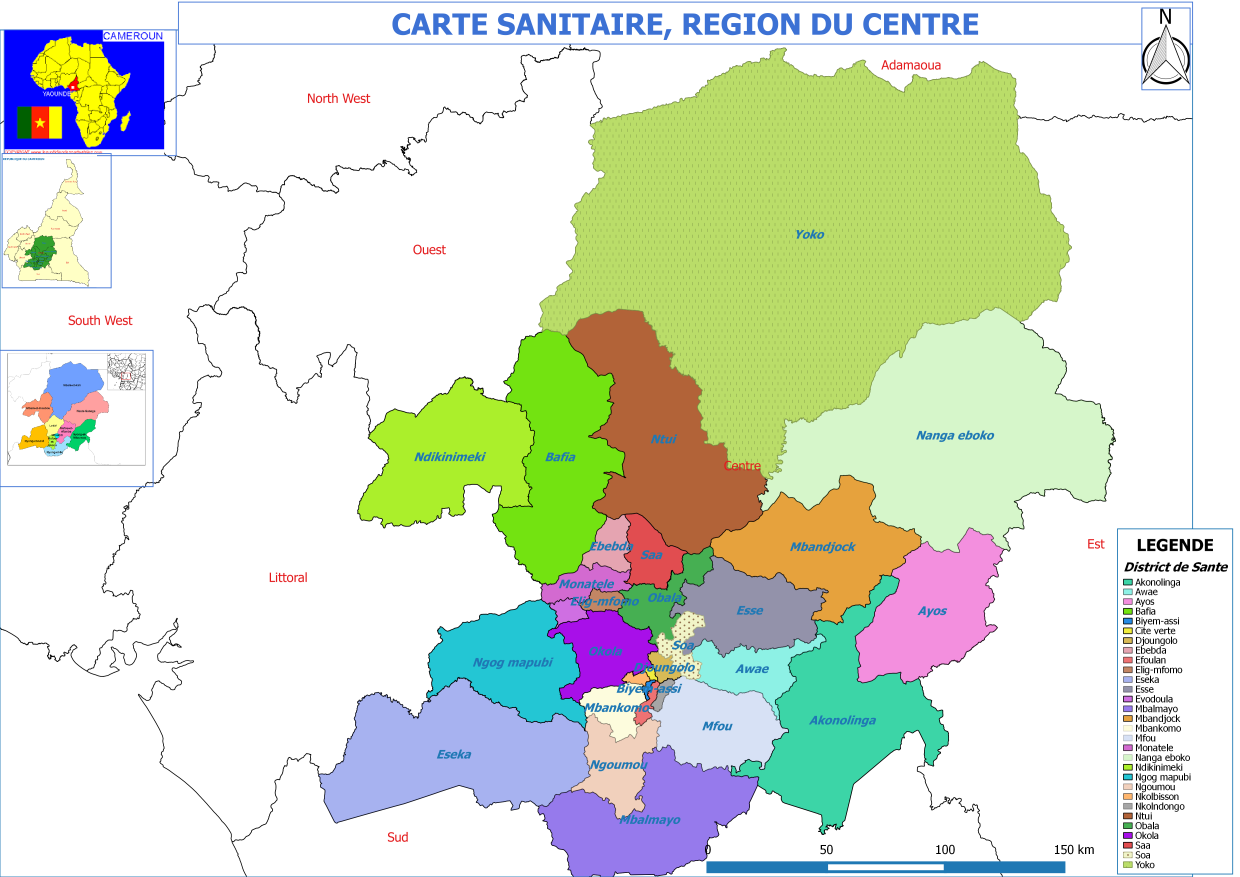 CARTE SANITAIRE, REGION DU CENTRE
N
CAMEROUN
YAOUNDE
Adamaoua
North West
Ouest
South West
Littoral
Est
Sud
Centre
Yoko
Nanga eboko
Ntui
Ndikinimeki
Bafia
Mbandjock
Ebebda
Saa
Monatele
Elig-mfomo
Obala
Esse
Ayos
Soa
Okola
Ngog mapubi
Djoungolo
Awae
Biyem-assi
Mbankomo
Mfou
Akonolinga
Eseka
Ngoumou
Mbalmayo
0 50 100 150 km
LEGENDE
District de Sante
Akonolinga
Awae
Ayos
Bafia
Biyem-assi
Cite verte
Djoungolo
Ebebda
Efoulan
Elig-mfomo
Eseka
Esse
Evodoula
Mbalmayo
Mbandjock
Mbankomo
Mfou
Monatele
Nanga eboko
Ndikinimeki
Ngog mapubi
Ngoumou
Nkolbisson
Nkolndongo
Ntui
Obala
Okola
Saa
Soa
Yoko